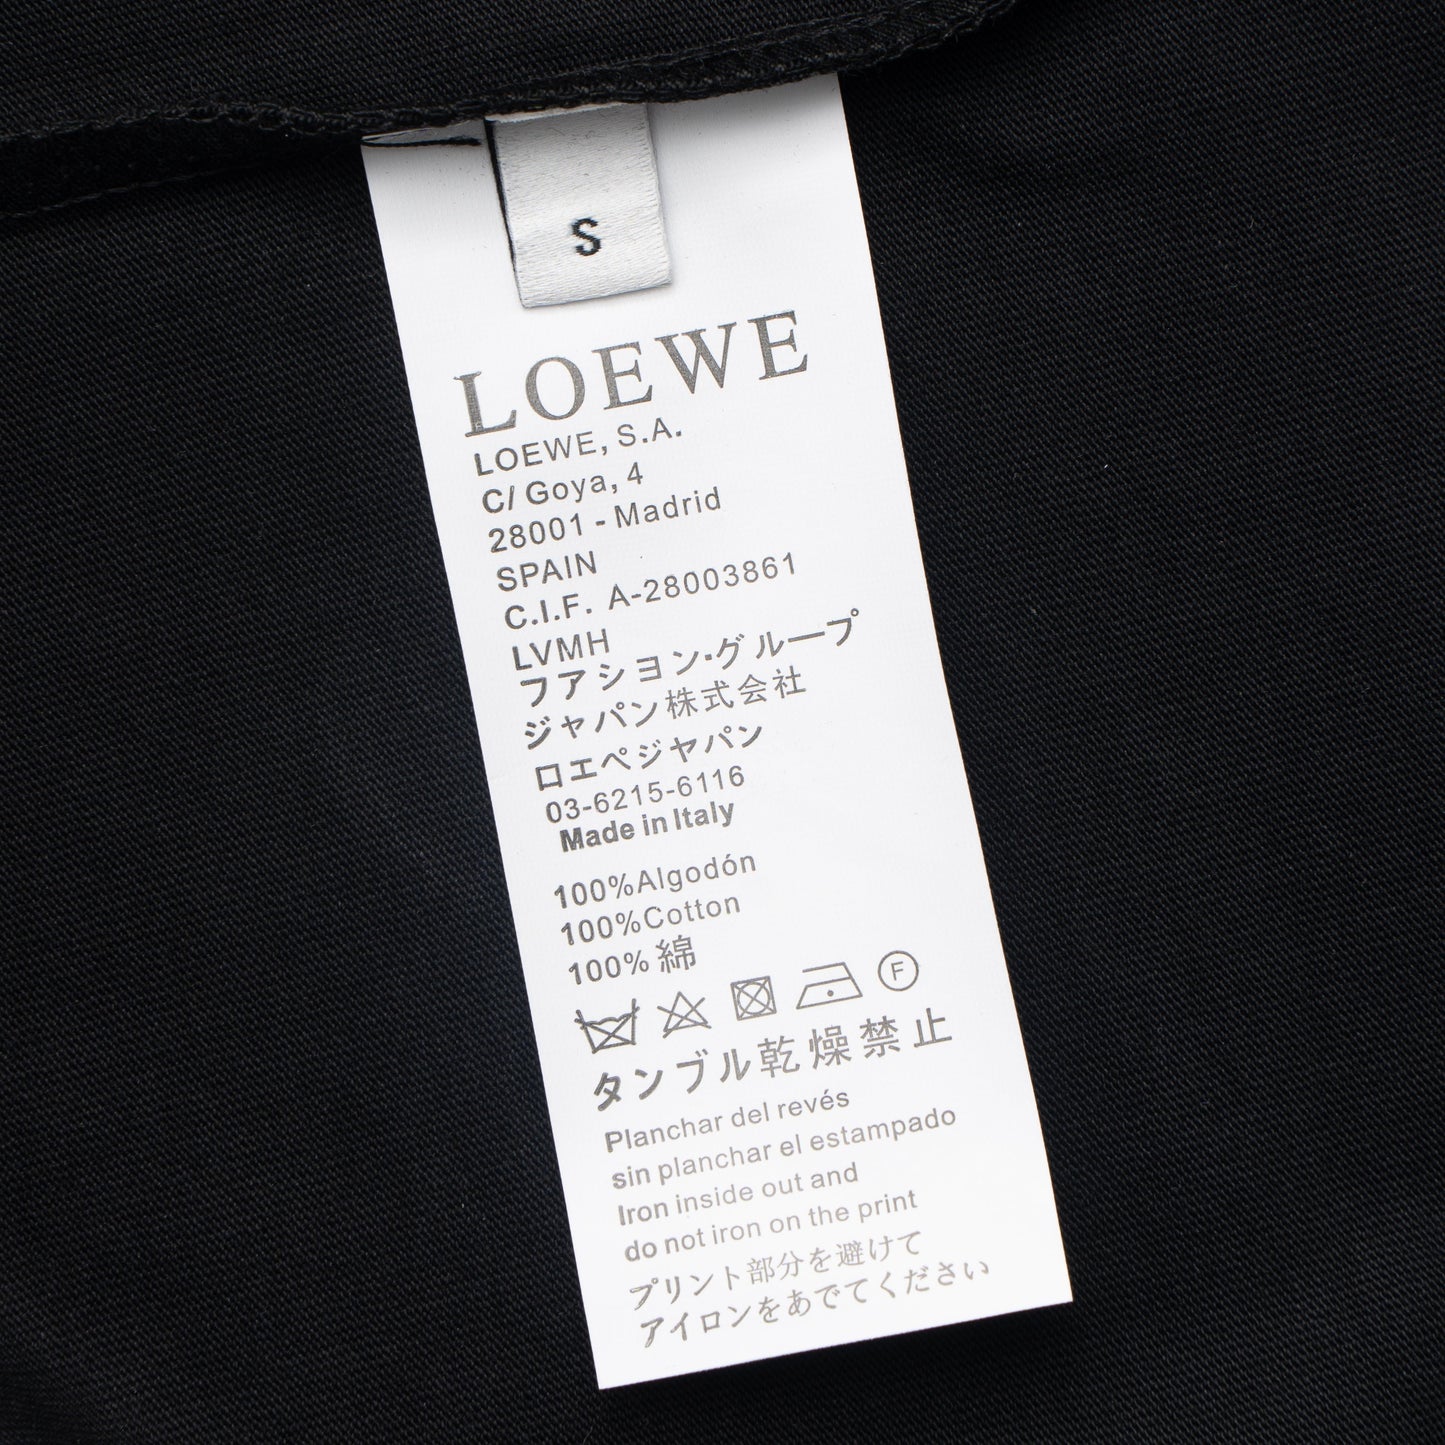 S
LOEWE
LOEWE, S.A.
C/ Goya, 4
28001 - Madrid
SPAIN
C.I.F. A-28003861
LVMH
フアシヨン·グループ
ジャパン株式会社
ロエペジヤパン
03-6215-6116
Made in Italy
100%Algodón
100%Cotton
100% 綿
F
タンブル乾燥禁止
Planchar del revés
sin planchar el estampado
Iron inside out and
do not iron on the print
プリント部分を避けて
アイロンをあでてください